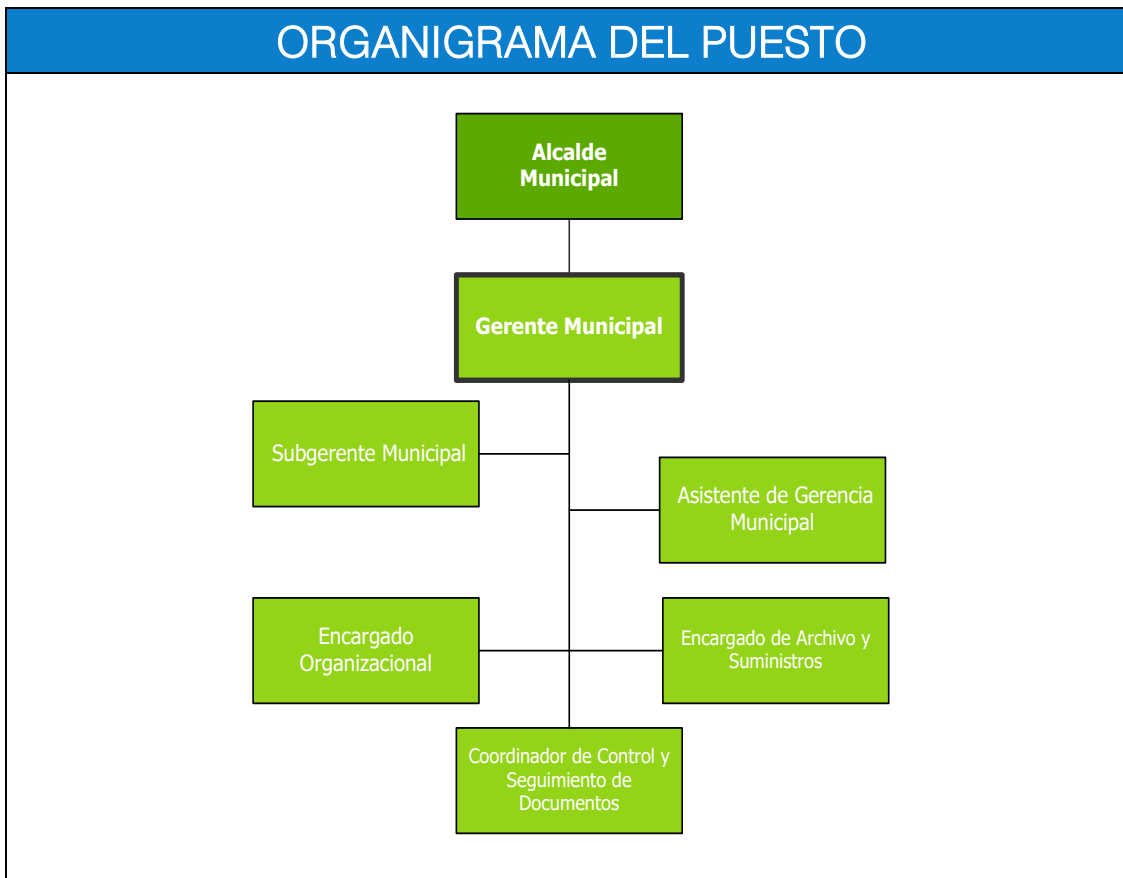 ORGANIGRAMA DEL PUESTO
Alcalde
Municipal
Gerente Municipal
Subgerente Municipal
Asistente de Gerencia
Municipal
Encargado
Organizacional
Encargado de Archivo y
Suministros
Coordinador de Control y
Seguimiento de
Documentos